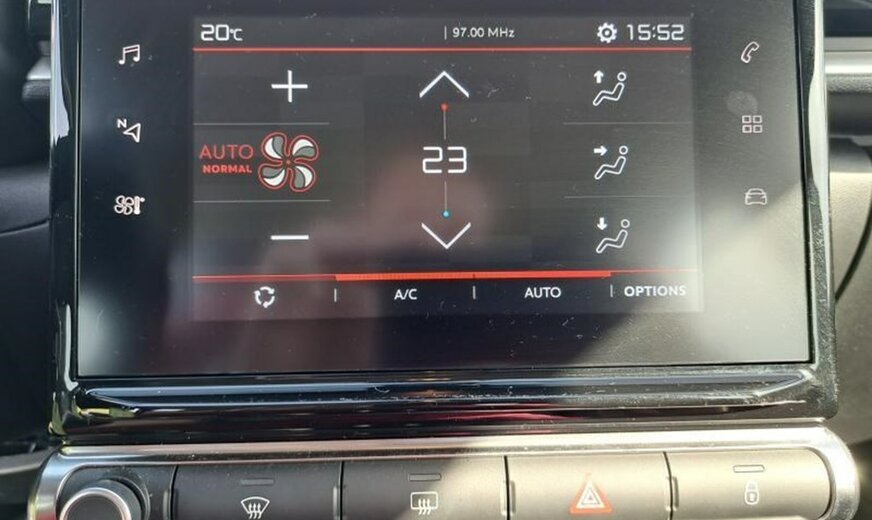 20°C
97.00 MHz
15:52
N
AUTO
NORMAL
23
A/C
AUTO
OPTIONS